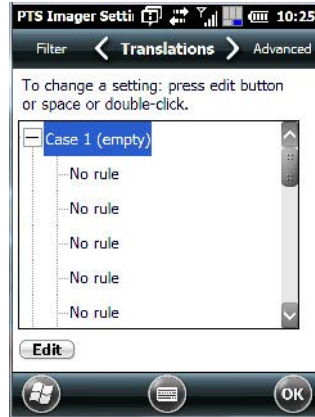 PTS Imager Setti 10:25
Filter Translations Advanced
To change a setting: press edit button
or space or double-click.
Case 1 (empty)
No rule
No rule
No rule
No rule
No rule
Edit
OK